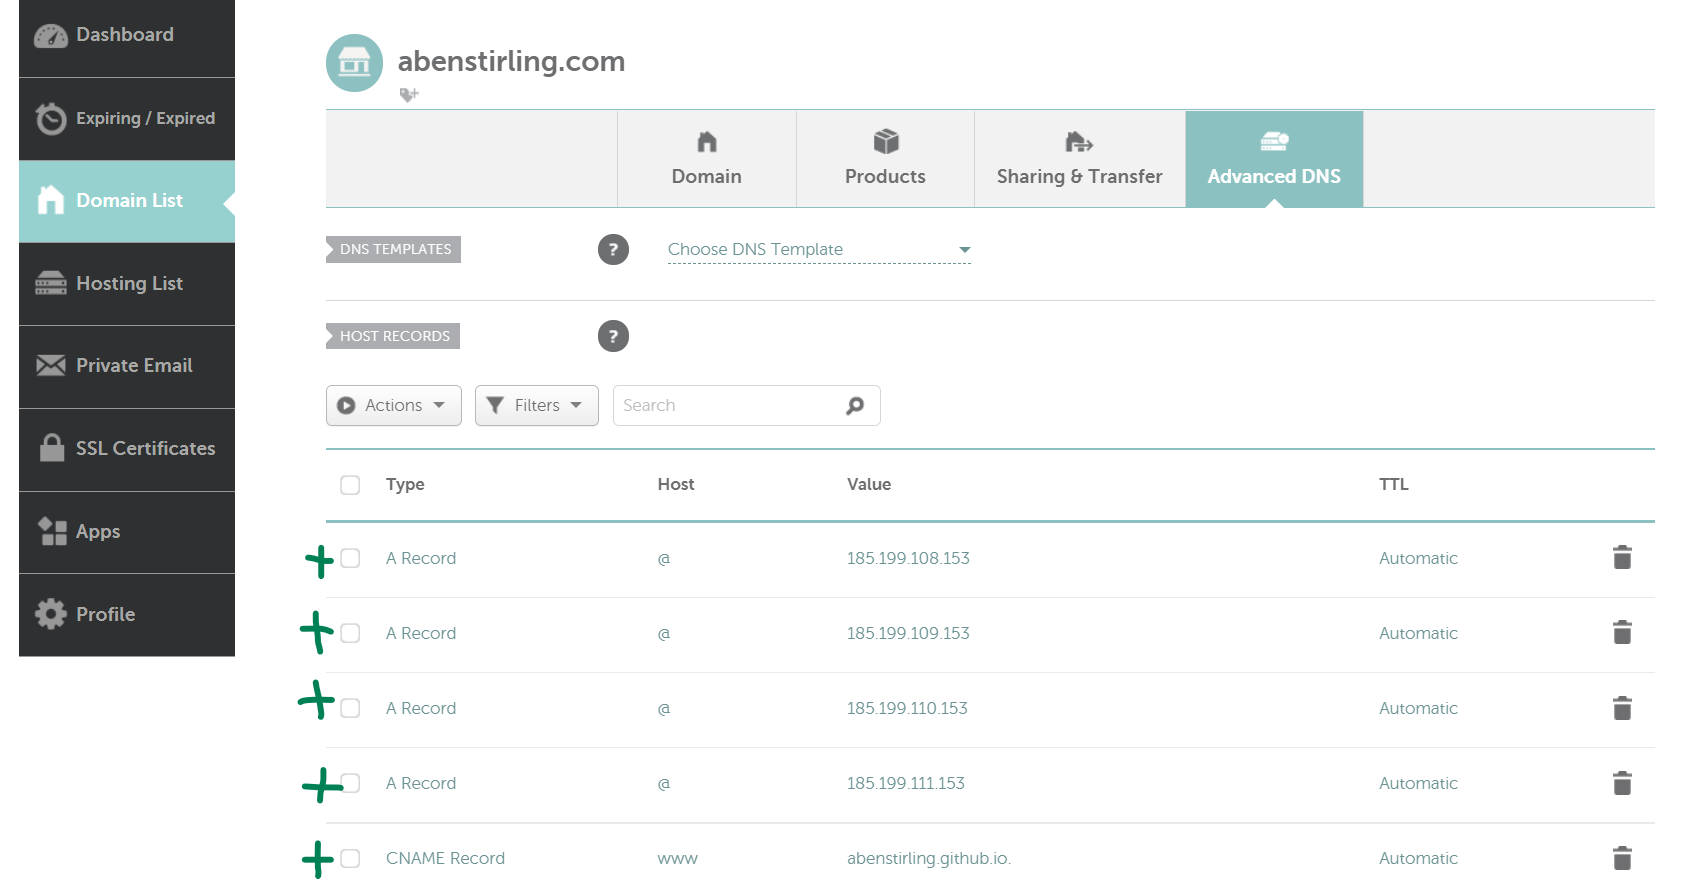 Dashboard
Expiring / Expired
Domain List
Hosting List
Private Email
SSL Certificates
Apps
Profile
abenstirling.com
Domain
Products
Sharing & Transfer
Advanced DNS
DNS TEMPLATES
?
Choose DNS Template
HOST RECORDS
?
Actions
Filters
Search
Type Host Value TTL
A Record @ 185.199.108.153 Automatic
A Record @ 185.199.109.153 Automatic
A Record @ 185.199.110.153 Automatic
A Record @ 185.199.111.153 Automatic
CNAME Record www abenstirling.github.io. Automatic